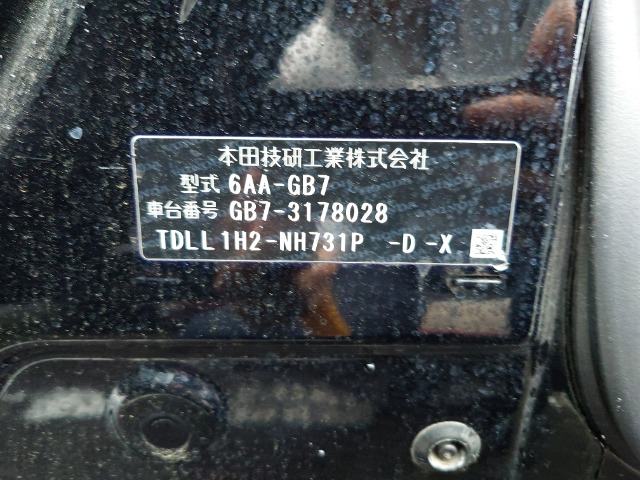 本田技研工業株式会社
型式 6AA-GB7
車台番号 GB7-3178028
TDLL1H2-NH731P -D -X